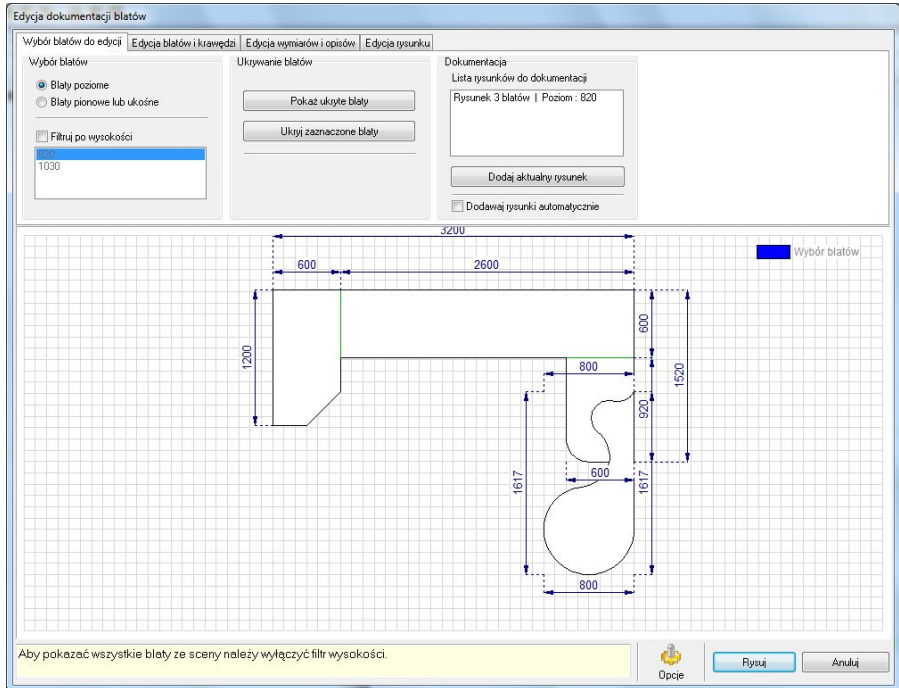 Edycja dokumentacji blatów
Wybór blatów do edycji Edycja blatów i krawędzi Edycja wymiarów i opisów Edycja rysunku
Wybór blatów
Blaty poziome
Blaty pionowe lub ukośne
Filtruj po wysokości
820
1030
Ukrywanie blatów
Pokaż ukryte blaty
Ukryj zaznaczone blaty
Dokumentacja
Lista rysunków do dokumentacji
Rysunek 3 blatów | Poziom : 820
Dodaj aktualny rysunek
Dodawaj rysunki automatycznie
3200
Wybór blatów
600 2600
600
1200
800
1520
920
600
1617
1617
800
Aby pokazać wszystkie blaty ze sceny należy wyłączyć filtr wysokości.
Opcje
Rysuj
Anuluj